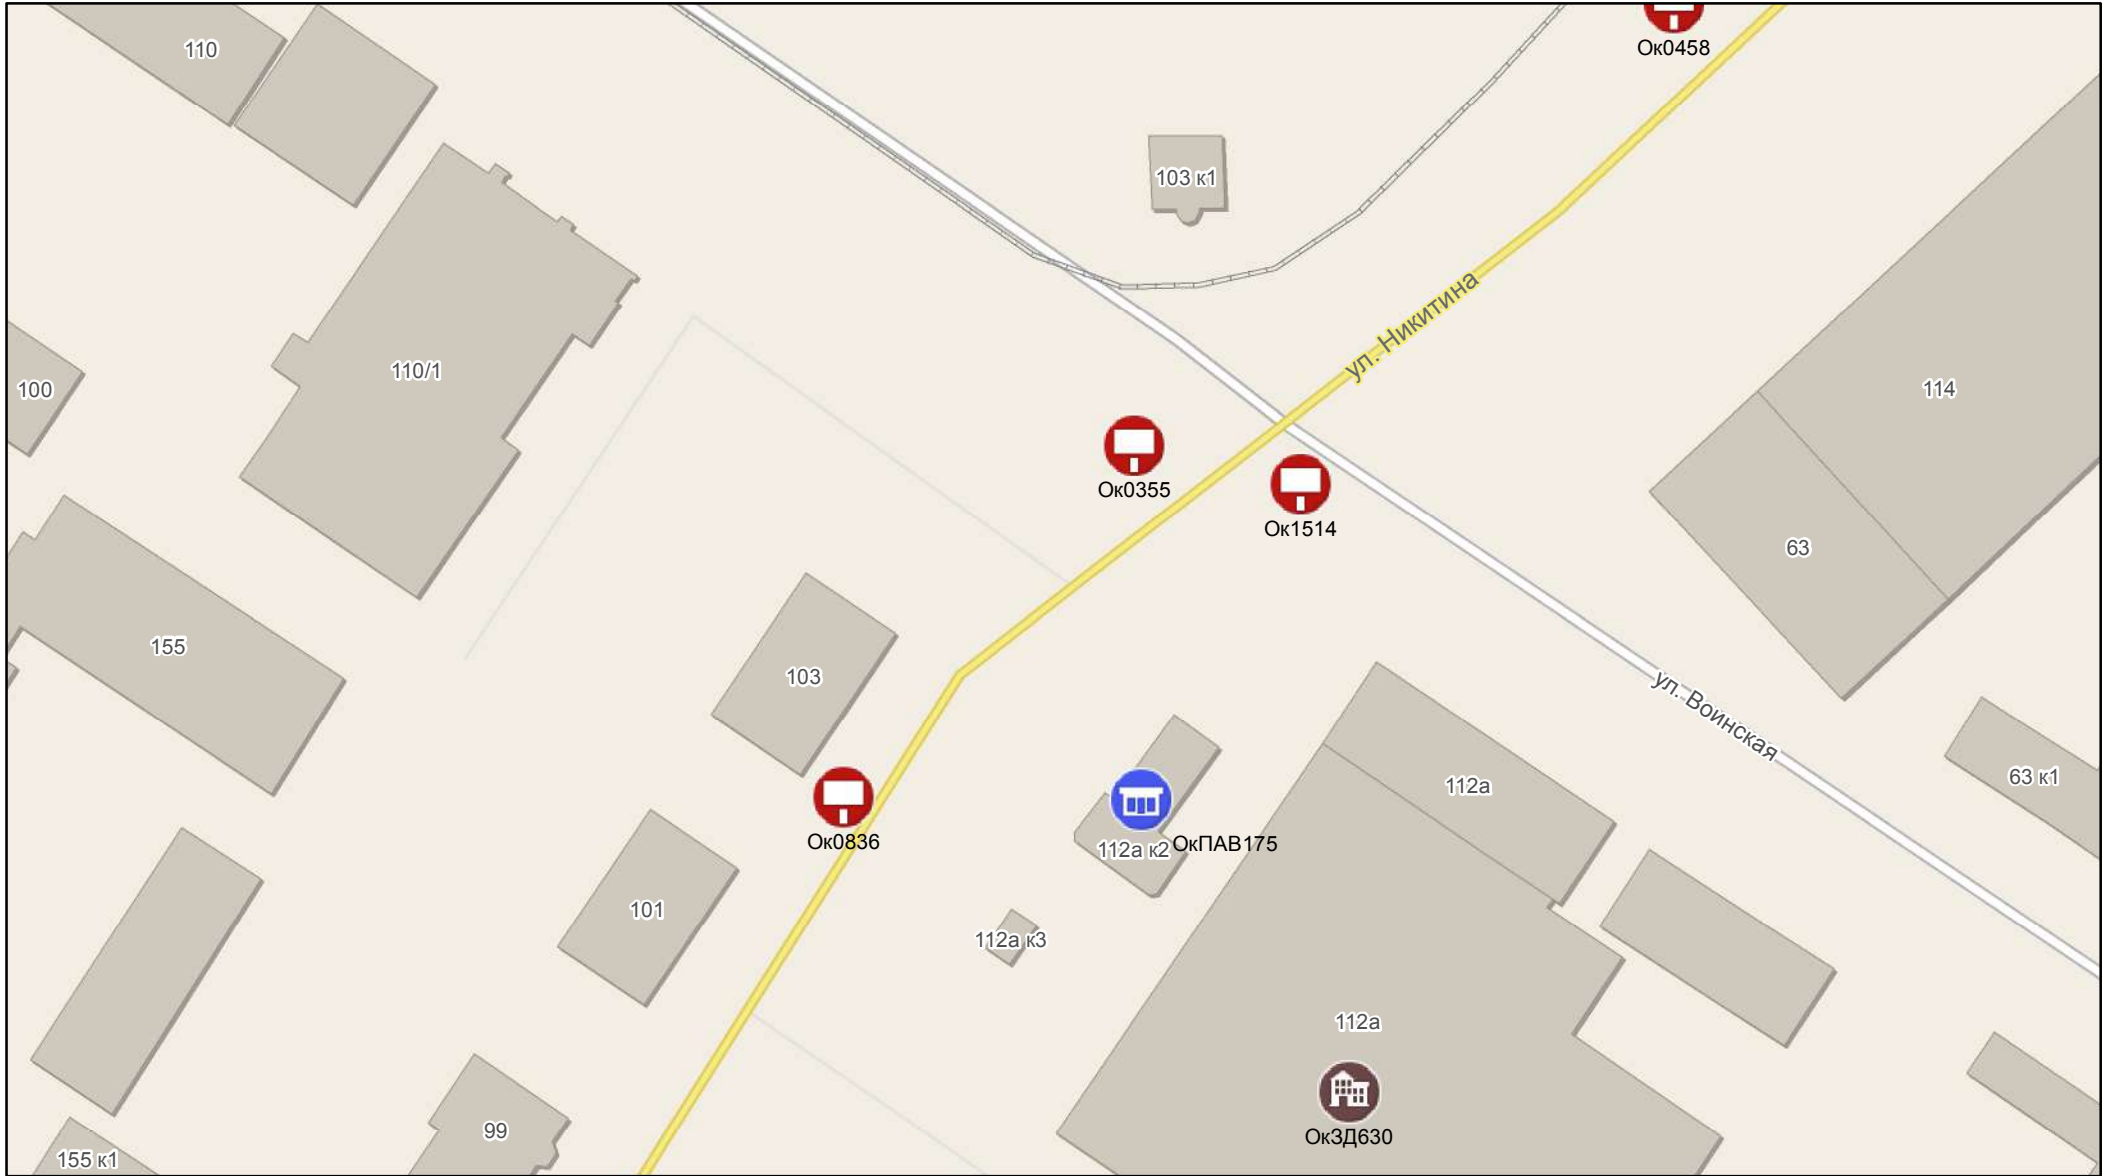 Ок0458
110
103 к1
ул. Никитина
110/1
100
114
Ок0355
Ок1514
63
155
103
ул. Воинская
63 к1
112а
Ок0836
112а к2
ОкПАВ175
101
112а к3
112а
99
ОкЗД630
155 к1